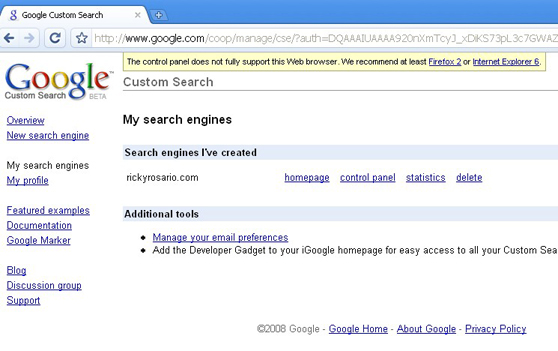 Google Custom Search
http://www.google.com/coop/manage/cse/?auth=DQAAAIUAAAA920nXmTcyJ_xDiKS73pL3c7GWAZ
The control panel does not fully support this Web browser. We recommend at least Firefox 2 or Internet Explorer 6.
Google™
Custom Search BETA
Custom Search
Overview
New search engine
My search engines
My profile
Featured examples
Documentation
Google Marker
Blog
Discussion group
Support
My search engines
Search engines I've created
rickyrosario.com homepage control panel statistics delete
Additional tools
Manage your email preferences
Add the Developer Gadget to your iGoogle homepage for easy access to all your Custom Sea
©2008 Google - Google Home - About Google - Privacy Policy